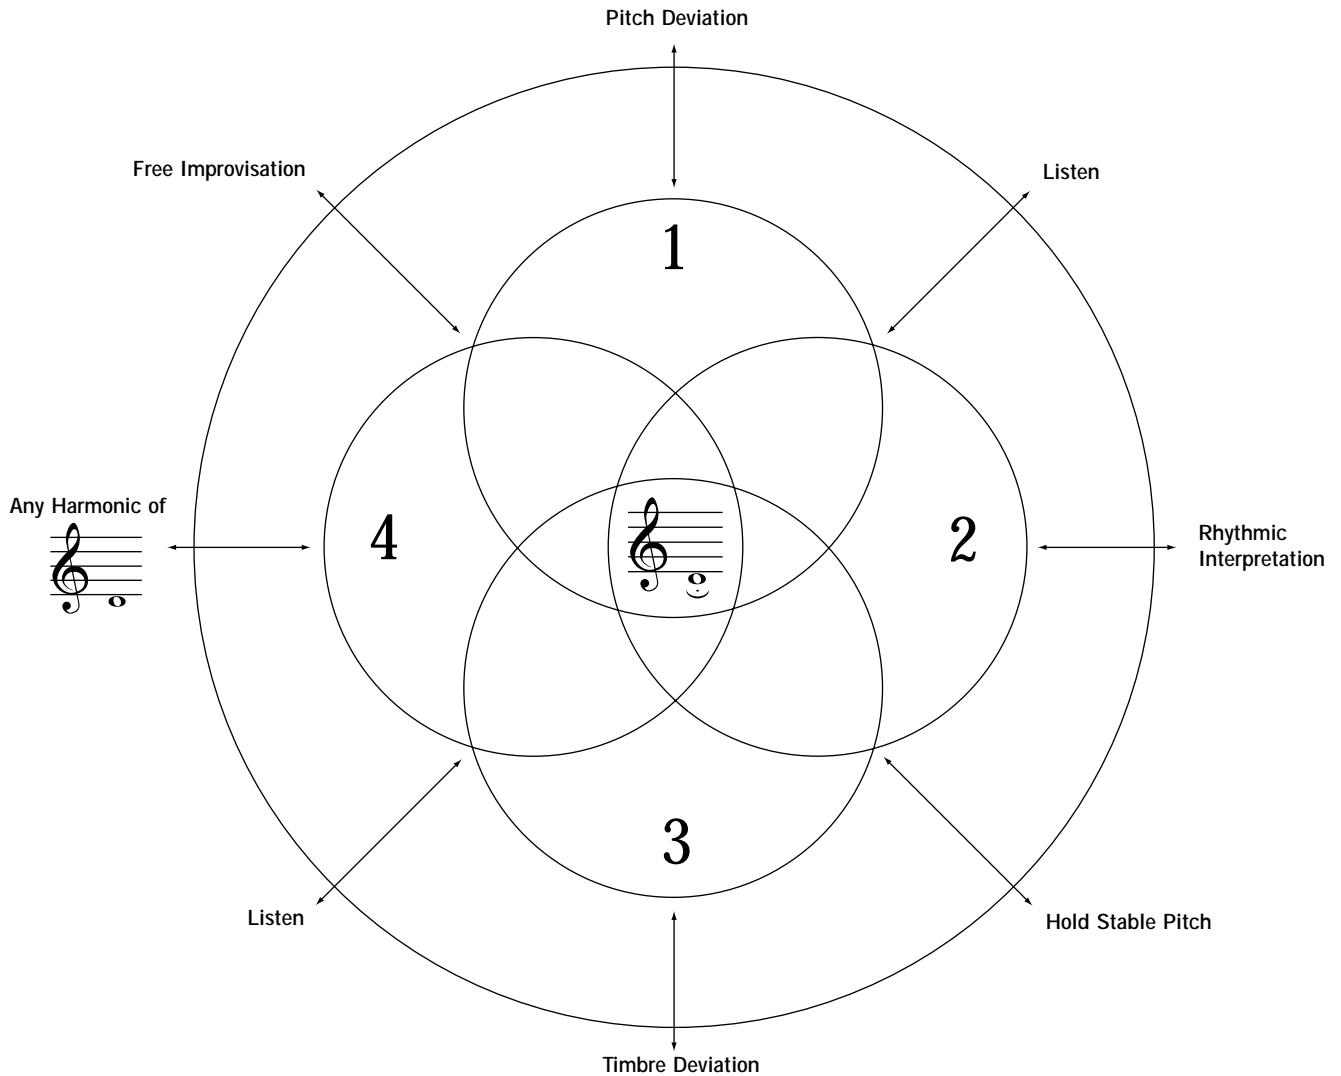 Pitch Deviation
Free Improvisation
Listen
1
Any Harmonic of
4
2
Rhythmic
Interpretation
3
Listen
Hold Stable Pitch
Timbre Deviation